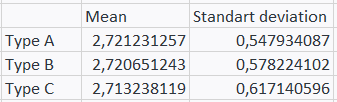 Mean Standart deviation
Type A 2,721231257 0,547934087
Type B 2,720651243 0,578224102
Type C 2,713238119 0,617140596